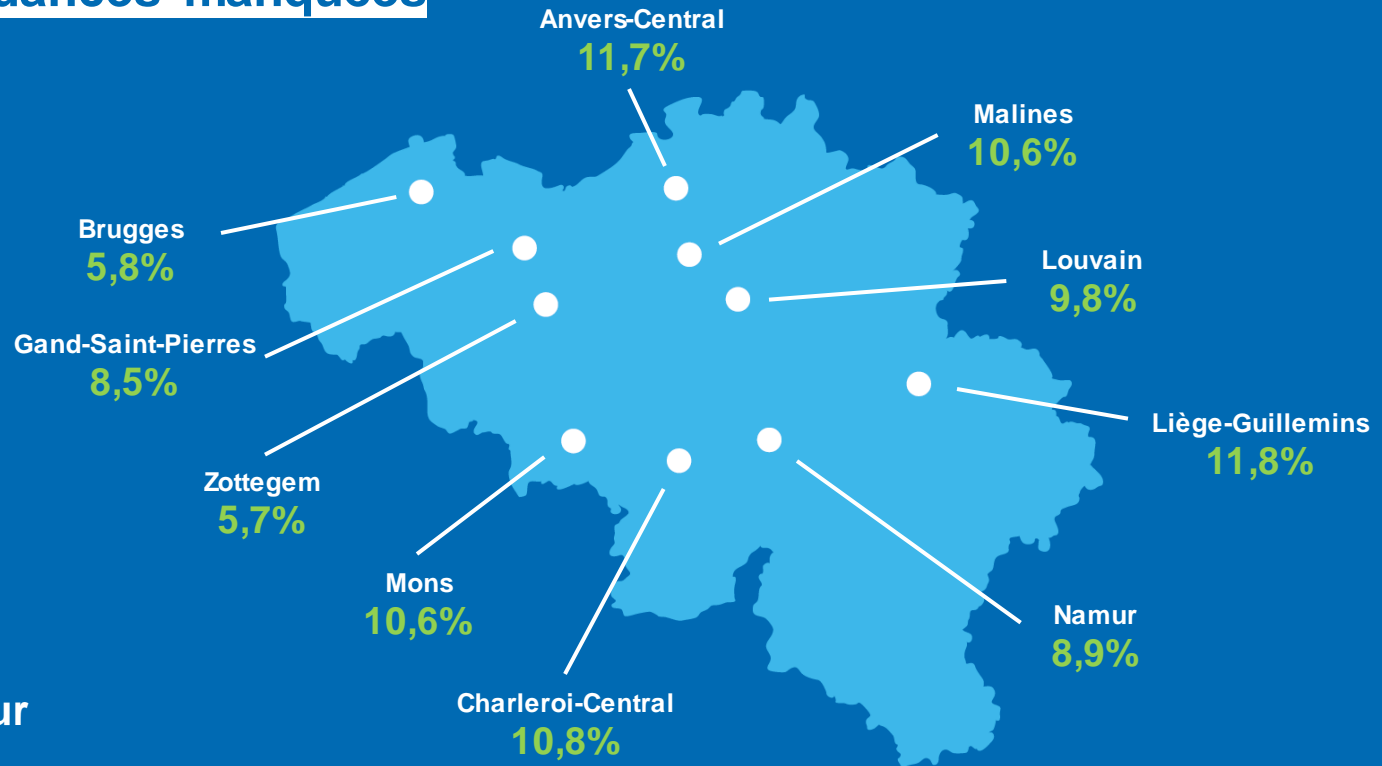 manquées
Anvers-Central
11,7%
Malines
10,6%
Brugges
5,8%
Louvain
9,8%
Gand-Saint-Pierres
8,5%
Liège-Guillemins
11,8%
Zottegem
5,7%
Mons
10,6%
Namur
8,9%
Charleroi-Central
10,8%